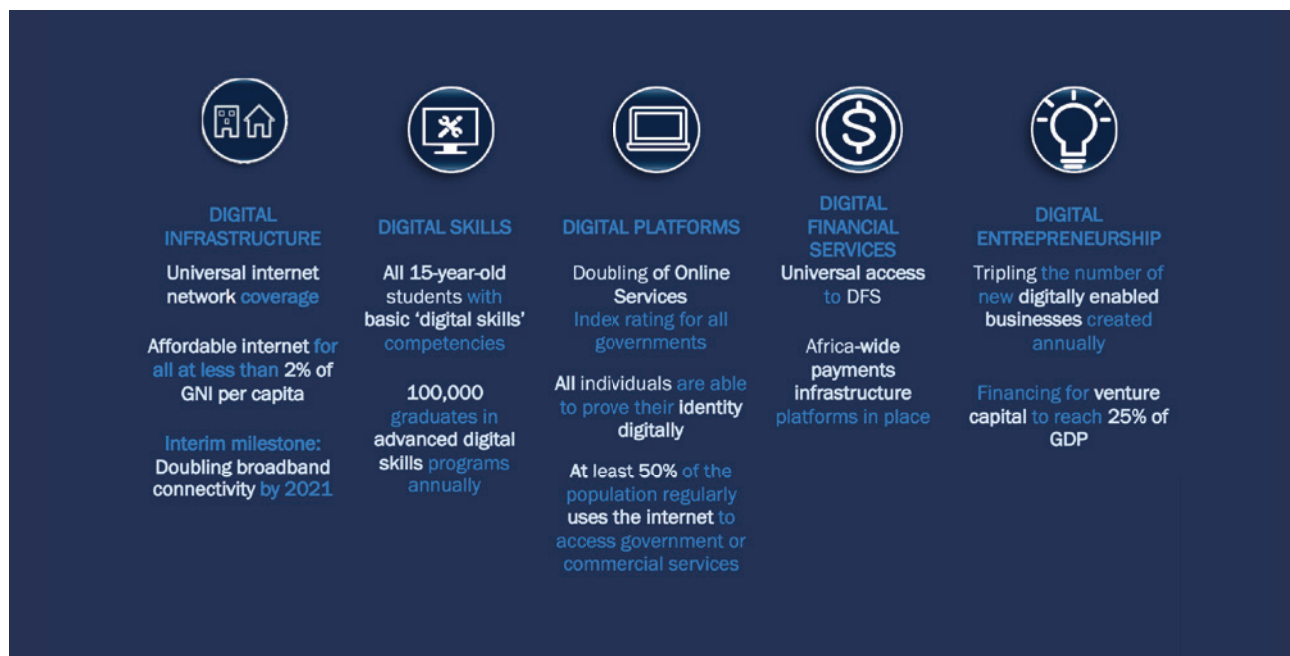 DIGITAL
INFRASTRUCTURE
Universal internet
network coverage
Affordable internet for
all at less than 2% of
GNI per capita
Interim milestone:
Doubling broadband
connectivity by 2021
DIGITAL SKILLS
All 15-year-old
students with
basic ‘digital skills’
competencies
100,000
graduates in
advanced digital
skills programs
annually
DIGITAL PLATFORMS
Doubling of Online
Services
Index rating for all
governments
All individuals are able
to prove their identity
digitally
At least 50% of the
population regularly
uses the internet to
access government or
commercial services
DIGITAL
FINANCIAL
SERVICES
Universal access
to DFS
Africa-wide
payments
infrastructure
platforms in place
DIGITAL
ENTREPRENEURSHIP
Tripling the number of
new digitally enabled
businesses created
annually
Financing for venture
capital to reach 25% of
GDP